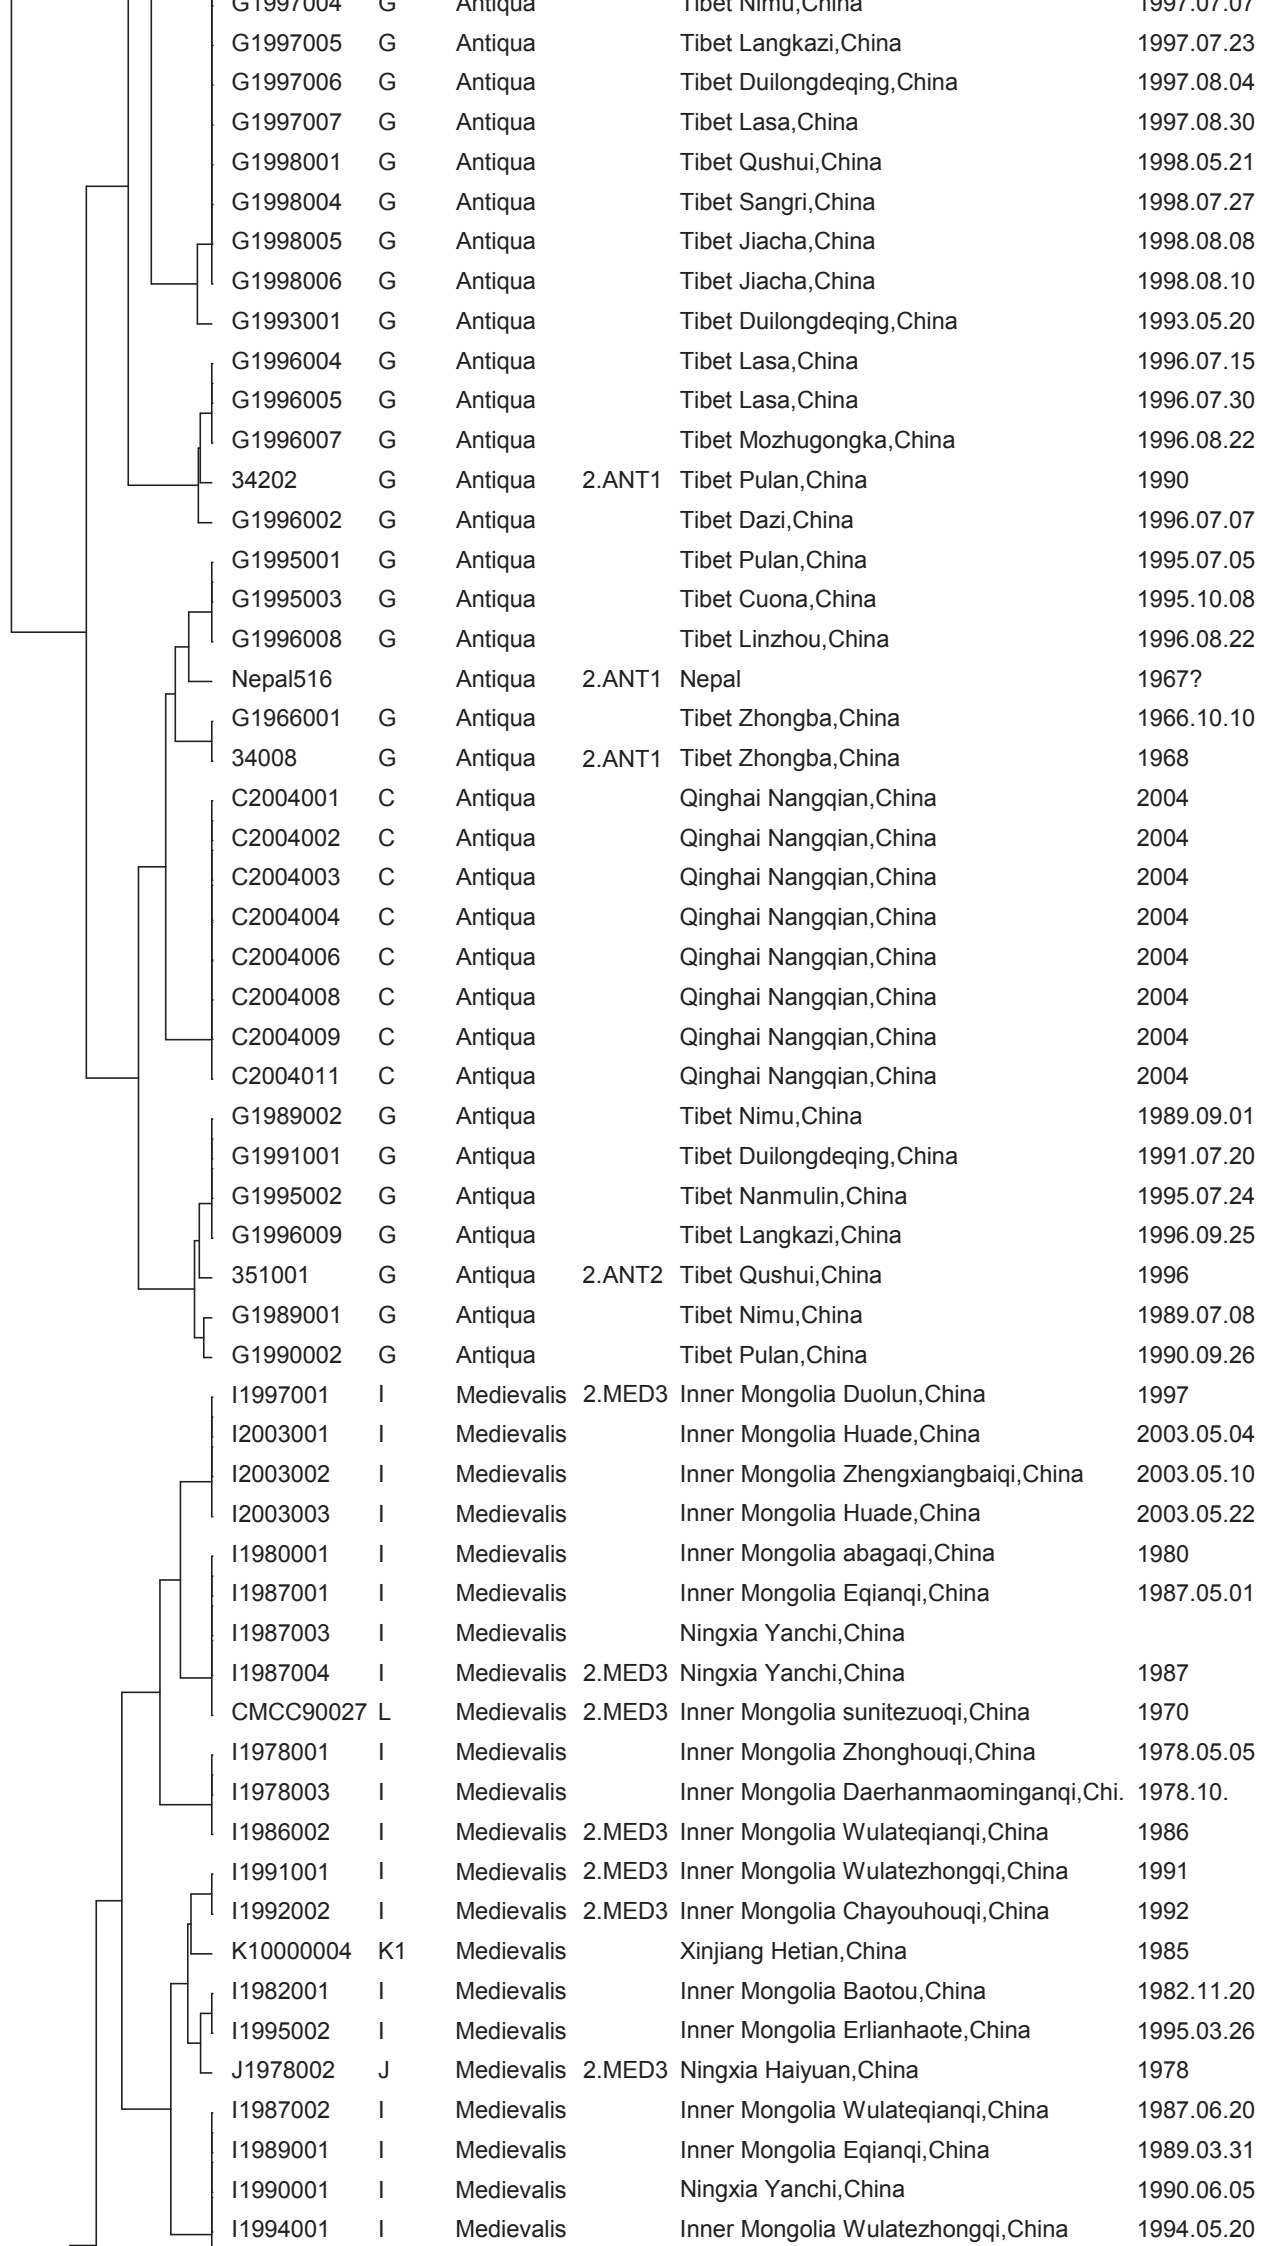 G1997004 G Antiqua Tibet Nimu,China 1997.07.07
G1997005 G Antiqua Tibet Langkazi,China 1997.07.23
G1997006 G Antiqua Tibet Duilongdeqing,China 1997.08.04
G1997007 G Antiqua Tibet Lasa,China 1997.08.30
G1998001 G Antiqua Tibet Qushui,China 1998.05.21
G1998004 G Antiqua Tibet Sangri,China 1998.07.27
G1998005 G Antiqua Tibet Jiacha,China 1998.08.08
G1998006 G Antiqua Tibet Jiacha,China 1998.08.10
G1993001 G Antiqua Tibet Duilongdeqing,China 1993.05.20
G1996004 G Antiqua Tibet Lasa,China 1996.07.15
G1996005 G Antiqua Tibet Lasa,China 1996.07.30
G1996007 G Antiqua Tibet Mozhugongka,China 1996.08.22
34202 G Antiqua 2.ANT1 Tibet Pulan,China 1990
G1996002 G Antiqua Tibet Dazi,China 1996.07.07
G1995001 G Antiqua Tibet Pulan,China 1995.07.05
G1995003 G Antiqua Tibet Cuona,China 1995.10.08
G1996008 G Antiqua Tibet Linzhou,China 1996.08.22
Nepal516 Antiqua 2.ANT1 Nepal 1967?
G1966001 G Antiqua Tibet Zhongba,China 1966.10.10
34008 G Antiqua 2.ANT1 Tibet Zhongba,China 1968
C2004001 C Antiqua Qinghai Nangqian,China 2004
C2004002 C Antiqua Qinghai Nangqian,China 2004
C2004003 C Antiqua Qinghai Nangqian,China 2004
C2004004 C Antiqua Qinghai Nangqian,China 2004
C2004006 C Antiqua Qinghai Nangqian,China 2004
C2004008 C Antiqua Qinghai Nangqian,China 2004
C2004009 C Antiqua Qinghai Nangqian,China 2004
C2004011 C Antiqua Qinghai Nangqian,China 2004
G1989002 G Antiqua Tibet Nimu,China 1989.09.01
G1991001 G Antiqua Tibet Duilongdeqing,China 1991.07.20
G1995002 G Antiqua Tibet Nanmulin,China 1995.07.24
G1996009 G Antiqua Tibet Langkazi,China 1996.09.25
351001 G Antiqua 2.ANT2 Tibet Qushui,China 1996
G1989001 G Antiqua Tibet Nimu,China 1989.07.08
G1990002 G Antiqua Tibet Pulan,China 1990.09.26
I1997001 I Medievalis 2.MED3 Inner Mongolia Duolun,China 1997
I2003001 I Medievalis Inner Mongolia Huade,China 2003.05.04
I2003002 I Medievalis Inner Mongolia Zhengxiangbaiqi,China 2003.05.10
I2003003 I Medievalis Inner Mongolia Huade,China 2003.05.22
I1980001 I Medievalis Inner Mongolia abagaqi,China 1980
I1987001 I Medievalis Inner Mongolia Eqianqi,China 1987.05.01
I1987003 I Medievalis Ningxia Yanchi,China
I1987004 I Medievalis 2.MED3 Ningxia Yanchi,China 1987
CMCC90027 L Medievalis 2.MED3 Inner Mongolia sunitezuoqi,China 1970
I1978001 I Medievalis Inner Mongolia Zhonghouqi,China 1978.05.05
I1978003 I Medievalis Inner Mongolia Daerhanmaominganqi,Chi. 1978.10.
I1986002 I Medievalis 2.MED3 Inner Mongolia Wulateqianqi,China 1986
I1991001 I Medievalis 2.MED3 Inner Mongolia Wulatezhongqi,China 1991
I1992002 I Medievalis 2.MED3 Inner Mongolia Chayouhouqi,China 1992
K10000004 K1 Medievalis Xinjiang Hetian,China 1985
I1982001 I Medievalis Inner Mongolia Baotou,China 1982.11.20
I1995002 I Medievalis Inner Mongolia Erlianhaote,China 1995.03.26
J1978002 J Medievalis 2.MED3 Ningxia Haiyuan,China 1978
I1987002 I Medievalis Inner Mongolia Wulateqianqi,China 1987.06.20
I1989001 I Medievalis Inner Mongolia Eqianqi,China 1989.03.31
I1990001 I Medievalis Ningxia Yanchi,China 1990.06.05
I1994001 I Medievalis Inner Mongolia Wulatezhongqi,China 1994.05.20